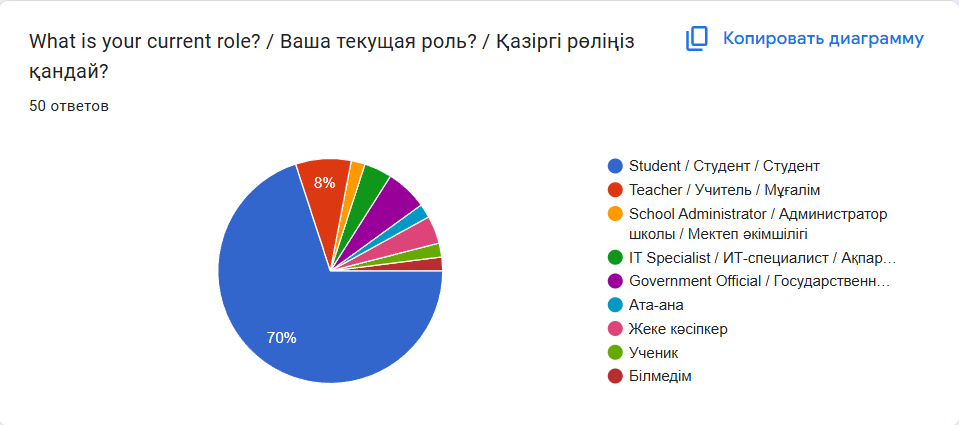 What is your current role? / Ваша текущая роль? / Қазіргі рөліңіз
қандай?
Копировать диаграмму
50 ответов
8%
70%
Student / Студент / Студент
Teacher / Учитель / Мұғалім
School Administrator / Администратор
школы / Мектеп әкімшілігі
IT Specialist / ИТ-специалист / Ақпар…
Government Official / Государственн…
Ата-ана
Жеке кәсіпкер
Ученик
Білмедім